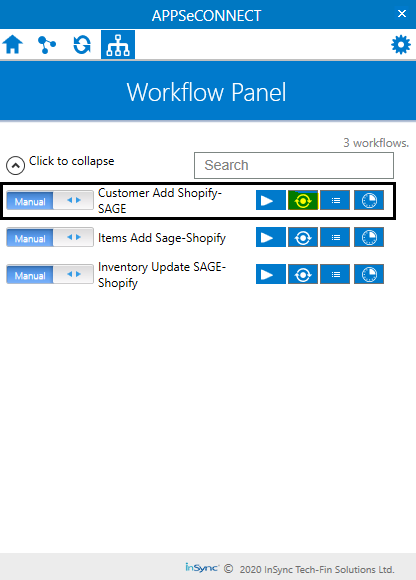 APPSeCONNECT
Workflow Panel
3 workflows.
Click to collapse
Search
Manual
Customer Add Shopify-
SAGE
Manual
Items Add Sage-Shopify
Manual
Inventory Update SAGE-
Shopify
InSync © 2020 InSync Tech-Fin Solutions Ltd.